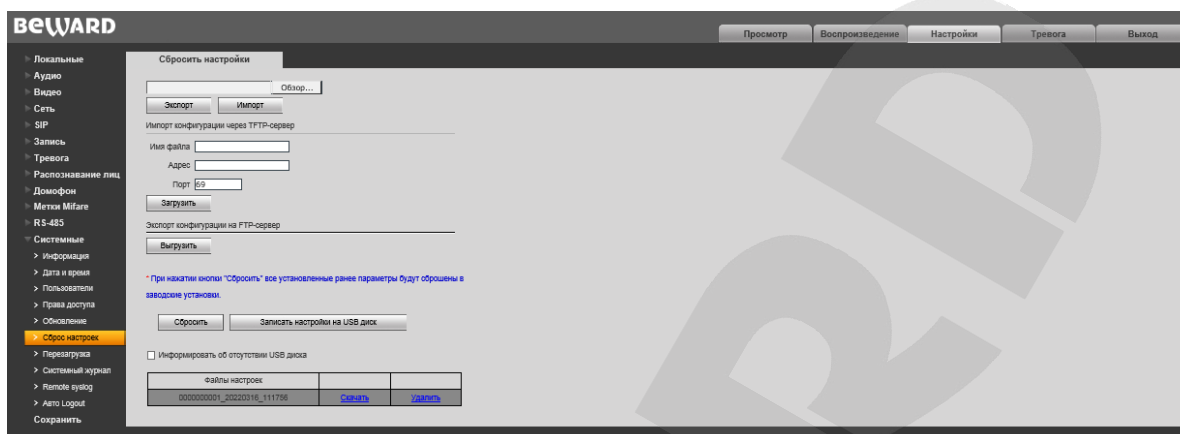 BEWARD
Просмотр Воспроизведение Настройки Тревога Выход
Локальные
Аудио
Видео
Сеть
SIP
Запись
Тревога
Распознавание лиц
Домофон
Метки Mifare
RS-485
Системные
Информация
Дата и время
Пользователи
Права доступа
Обновление
Сброс настроек
Перезагрузка
Системный журнал
Remote syslog
Авто Logout
Сохранить
Сбросить настройки
Обзор...
Экспорт Импорт
Импорт конфигурации через TFTP-сервер
Имя файла
Адрес
Порт 69
Загрузить
Экспорт конфигурации на FTP-сервер
Выгрузить
* При нажатии кнопки "Сбросить" все установленные ранее параметры будут сброшены в
заводские установки.
Сбросить Записать настройки на USB диск
Информировать об отсутствии USB диска
Файлы настроек
0000000001_20220316_111756 Скачать Удалить
RD